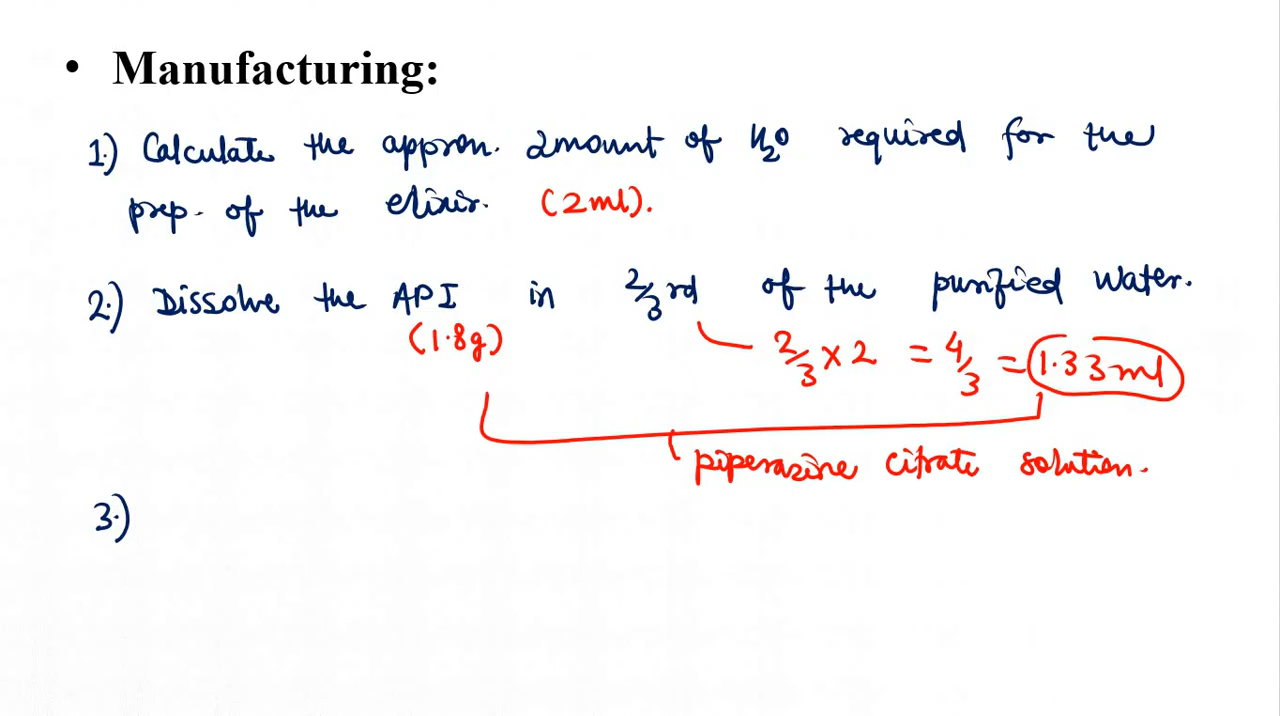 • Manufacturing:
1.) Calculate the approx. amount of H₂O required for the
prep. of the elixir. (2ml).
2.) Dissolve the API in 2/3rd of the purified water.
(1.8g) 2/3 × 2 = 4/3 = 1.33ml
piperazine citrate solution.
3.)